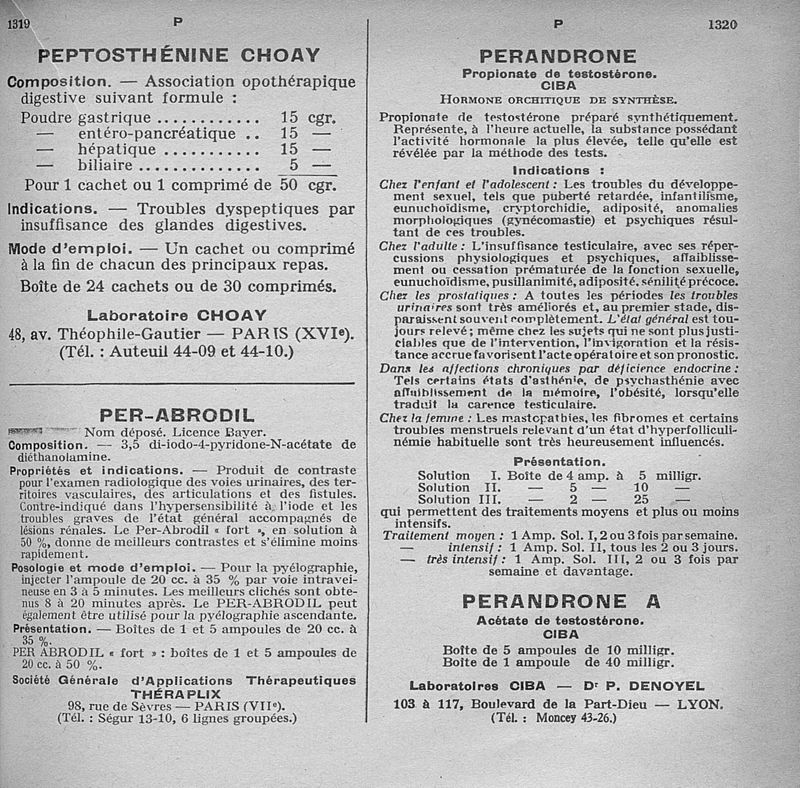 1319
P
PEPTOSTHÉNINE CHOAY
Composition. — Association opothérapique
digestive suivant formule :
Poudre gastrique ............ 15 cgr.
— entéro-pancréatique .. 15 —
— hépatique ........... 15 —
— biliaire .............. 5 —
Pour 1 cachet ou 1 comprimé de 50 cgr.
Indications. — Troubles dyspeptiques par
insuffisance des glandes digestives.
Mode d'emploi. — Un cachet ou comprimé
à la fin de chacun des principaux repas.
Boîte de 24 cachets ou de 30 comprimés.
Laboratoire CHOAY
48, av. Théophile-Gautier — PARIS (XVIe).
(Tél. : Auteuil 44-09 et 44-10.)
PER-ABRODIL
Nom déposé. Licence Bayer.
Composition. — 3,5 di-iodo-4-pyridone-N-acétate de
diéthanolamine.
Propriétés et indications. — Produit de contraste
pour l'examen radiologique des voies urinaires, des ter-
ritoires vasculaires, des articulations et des fistules.
Contre-indiqué dans l'hypersensibilité à l'iode et les
troubles graves de l'état général accompagnés de
lésions rénales. Le Per-Abrodil « fort », en solution à
50 %, donne de meilleurs contrastes et s'élimine moins
rapidement.
Posologie et mode d'emploi. — Pour la pyélographie,
injecter l'ampoule de 20 cc. à 35 % par voie intravei-
neuse en 3 à 5 minutes. Les meilleurs clichés sont obte-
nus 8 à 20 minutes après. Le PER-ABRODIL peut
également être utilisé pour la pyélographie ascendante.
Présentation. — Boîtes de 1 et 5 ampoules de 20 cc. à
35 %.
PER ABRODIL « fort » : boîtes de 1 et 5 ampoules de
20 cc. à 50 %.
Société Générale d'Applications Thérapeutiques
THÉRAPLIX
98, rue de Sèvres — PARIS (VIIe).
(Tél. : Ségur 13-10, 6 lignes groupées.)
P
1320
PERANDRONE
Propionate de testostérone.
CIBA
HORMONE ORCHITIQUE DE SYNTHÈSE.
Propionate de testostérone préparé synthétiquement.
Représente, à l'heure actuelle, la substance possédant
l'activité hormonale la plus élevée, telle qu'elle est
révélée par la méthode des tests.
Indications :
Chez l'enfant et l'adolescent : Les troubles du développe-
ment sexuel, tels que puberté retardée, infantilisme,
eunuchoïdisme, cryptorchidie, adiposité, anomalies
morphologiques (gynécomastie) et psychiques résul-
tant de ces troubles.
Chez l'adulte : L'insuffisance testiculaire, avec ses réper-
cussions physiologiques et psychiques, affaiblisse-
ment ou cessation prématurée de la fonction sexuelle,
eunuchoïdisme, pusillanimité, adiposité, sénilité précoce.
Chez les prostatiques : A toutes les périodes les troubles
urinaires sont très améliorés et, au premier stade, dis-
paraissent souvent complètement. L'état général est tou-
jours relevé ; même chez les sujets qui ne sont plus justi-
ciables que de l'intervention, l'invigoration et la résis-
tance accrue favorisent l'acte opératoire et son pronostic.
Dans les affections chroniques par déficience endocrine :
Tels certains états d'asthénie, de psychasthénie avec
affaiblissement de la mémoire, l'obésité, lorsqu'elle
traduit la carence testiculaire.
Chez la femme : Les mastopathies, les fibromes et certains
troubles menstruels relevant d'un état d'hyperfolliculi-
némie habituelle sont très heureusement influencés.
Présentation.
Solution I. Boîte de 4 amp. à 5 milligr.
Solution II. — 5 — 10 —
Solution III. — 2 — 25 —
qui permettent des traitements moyens et plus ou moins
intensifs.
Traitement moyen : 1 Amp. Sol. I, 2 ou 3 fois par semaine.
— intensif : 1 Amp. Sol. II, tous les 2 ou 3 jours.
— très intensif : 1 Amp. Sol. III, 2 ou 3 fois par
semaine et davantage.
PERANDRONE A
Acétate de testostérone.
CIBA
Boîte de 5 ampoules de 10 milligr.
Boîte de 1 ampoule de 40 milligr.
Laboratoires CIBA — Dr P. DENOYEL
103 à 117, Boulevard de la Part-Dieu — LYON.
(Tél. : Moncey 43-26.)